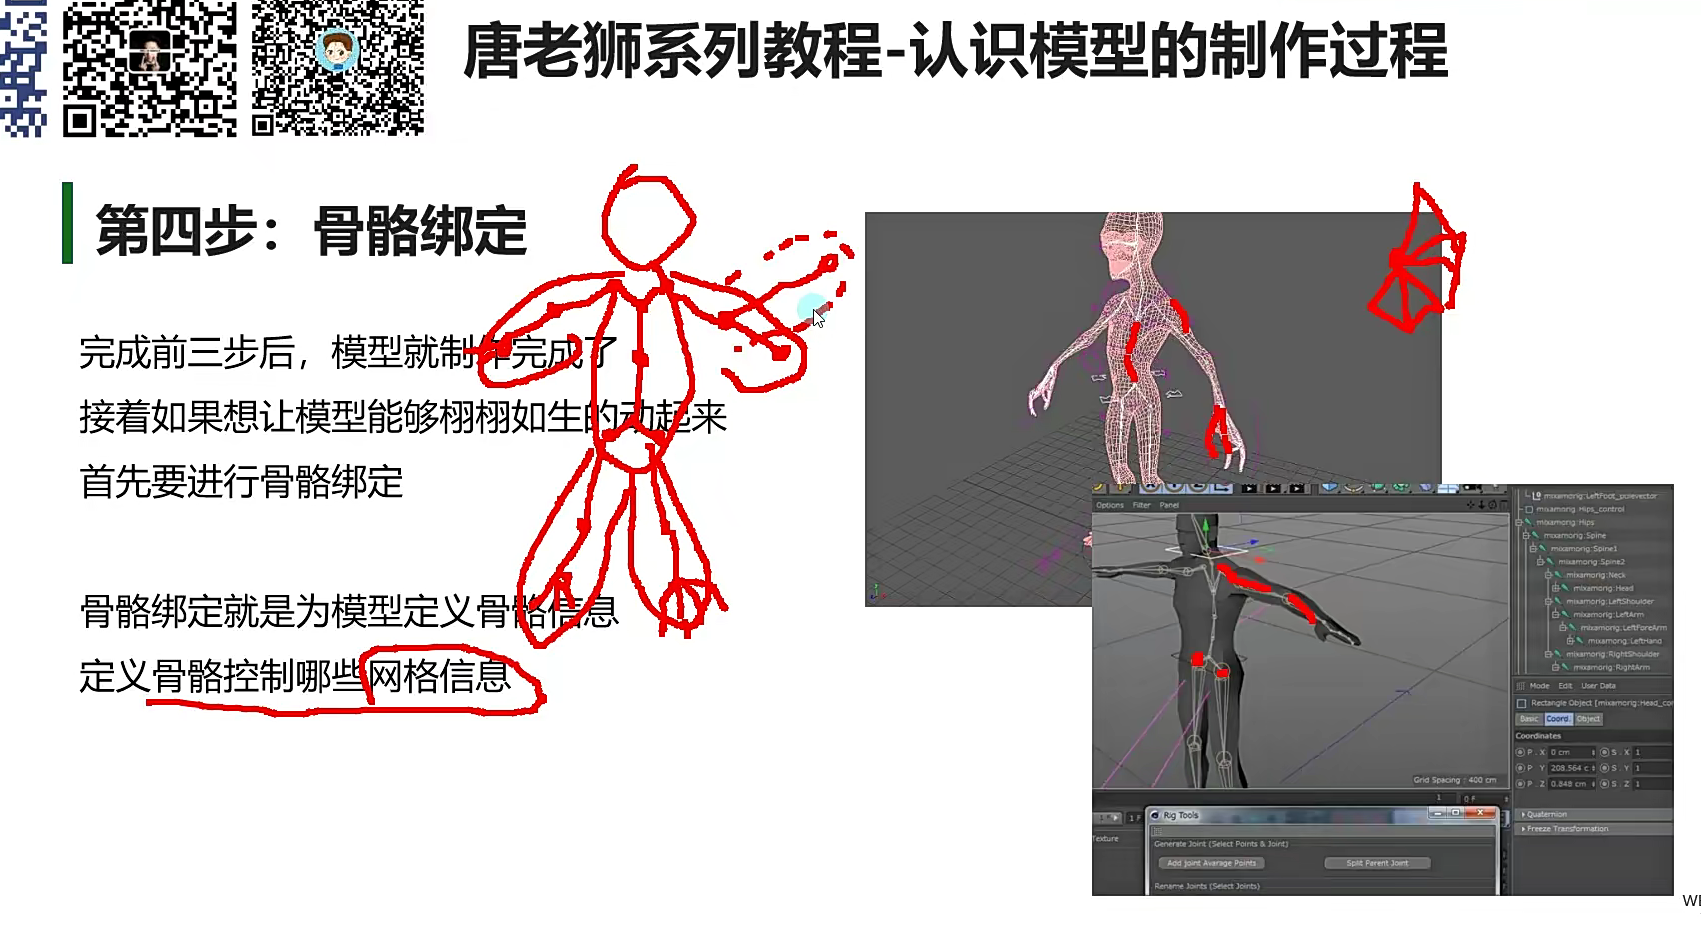 唐老狮系列教程-认识模型的制作过程
第四步：骨骼绑定
完成前三步后，模型就制作完成了
接着如果想让模型能够栩栩如生的动起来
首先要进行骨骼绑定
骨骼绑定就是为模型定义骨骼信息
定义骨骼控制哪些网格信息
Options Filter Panel
mixamorig:LeftFoot_polevector
mixamorig:Hips_control
mixamorig:Hips
mixamorig:Spine
mixamorig:Spine1
mixamorig:Spine2
mixamorig:Neck
mixamorig:Head
mixamorig:LeftShoulder
mixamorig:LeftArm
mixamorig:LeftForeArm
mixamorig:LeftHand
mixamorig:RightShoulder
mixamorig:RightArm
Mode Edit User Data
Rectangle Object [mixamorig:Head_co
Basic Coord. Object
Coordinates
P . X 0 cm S . X 1
P . Y 208.564 c S . Y 1
P . Z 0.848 cm S . Z 1
Quaternion
Freeze Transformation
Grid Spacing : 400 cm
1 0 F
1 F
Texture
Rig Tools
Generate Joint (Select Points & Joint)
Add Joint Avarage Points Split Parent Joint
Rename Joints (Select Joints)
WI